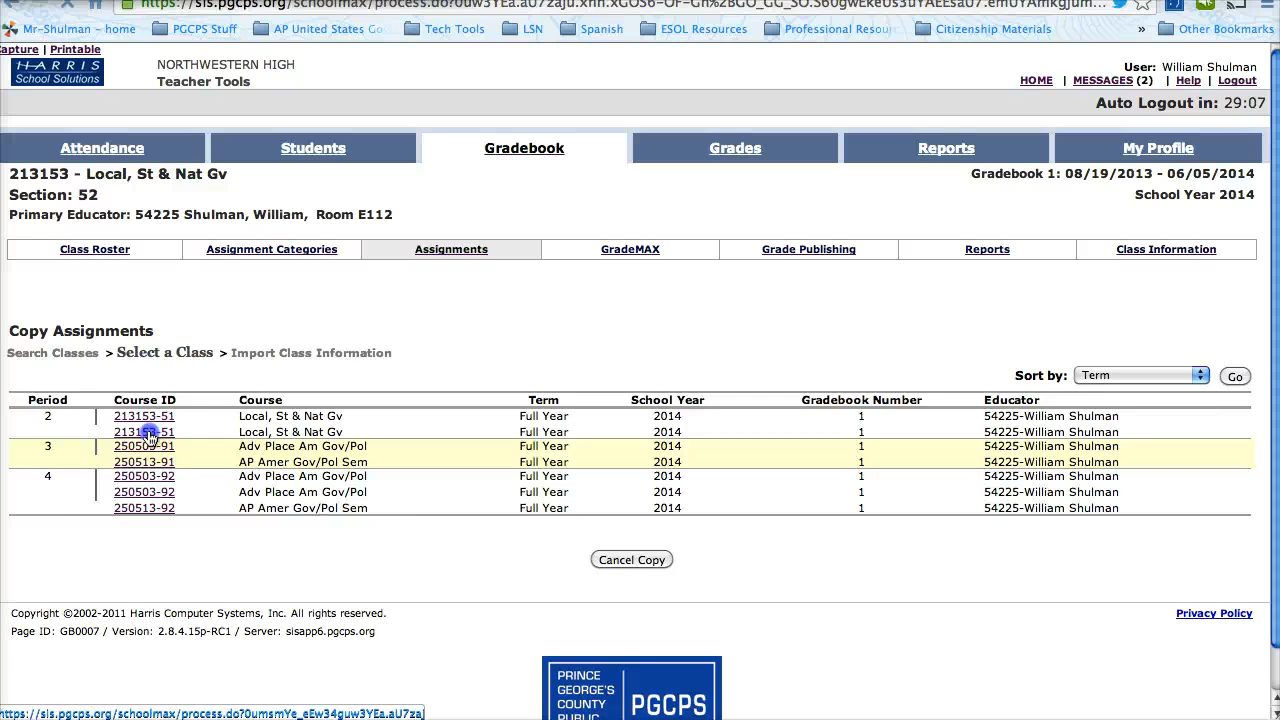 Mr-Shulman - home PGCPS Stuff AP United States Go Tech Tools LSN Spanish ESOL Resources Professional Resour Citizenship Materials » Other Bookmarks
apture | Printable
HARRIS School Solutions
NORTHWESTERN HIGH
Teacher Tools
User: William Shulman
HOME | MESSAGES (2) | Help | Logout
Auto Logout in: 29:07
Attendance Students Gradebook Grades Reports My Profile
213153 - Local, St & Nat Gv
Gradebook 1: 08/19/2013 - 06/05/2014
Section: 52
School Year 2014
Primary Educator: 54225 Shulman, William, Room E112
Class Roster Assignment Categories Assignments GradeMAX Grade Publishing Reports Class Information
Copy Assignments
Search Classes > Select a Class > Import Class Information
Sort by: Term Go
Period Course ID Course Term School Year Gradebook Number Educator
2 213153-51 Local, St & Nat Gv Full Year 2014 1 54225-William Shulman
Local, St & Nat Gv Full Year 2014 1 54225-William Shulman
3 250503-91 Adv Place Am Gov/Pol Full Year 2014 1 54225-William Shulman
250513-91 AP Amer Gov/Pol Sem Full Year 2014 1 54225-William Shulman
4 250503-92 Adv Place Am Gov/Pol Full Year 2014 1 54225-William Shulman
250503-92 Adv Place Am Gov/Pol Full Year 2014 1 54225-William Shulman
250513-92 AP Amer Gov/Pol Sem Full Year 2014 1 54225-William Shulman
Cancel Copy
Copyright ©2002-2011 Harris Computer Systems, Inc. All rights reserved.
Privacy Policy
Page ID: GB0007 / Version: 2.8.4.15p-RC1 / Server: sisapp6.pgcps.org
PRINCE
GEORGE'S
COUNTY
PUBLIC
PGCPS